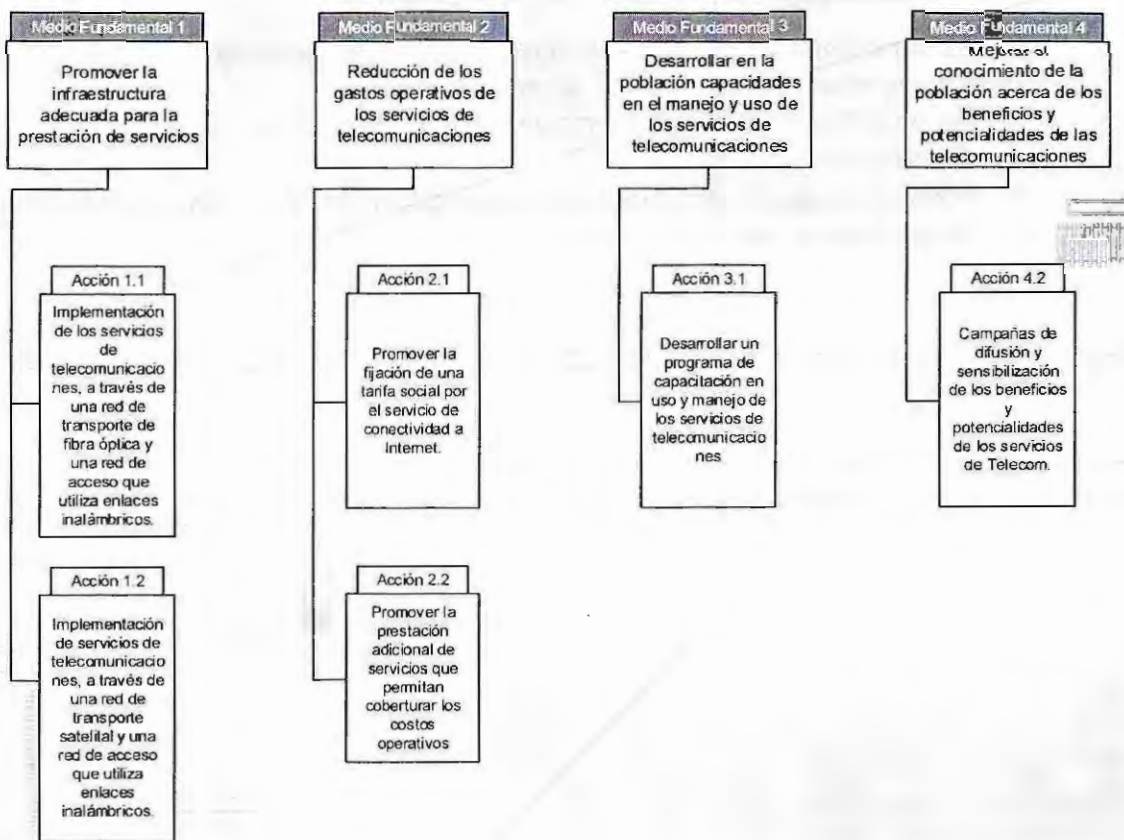 Medio Fundamental 1
Promover la
infraestructura
adecuada para la
prestación de servicios
Acción 1.1
Implementación
de los servicios
de
telecomunicacio
nes, a través de
una red de
transporte de
fibra óptica y
una red de
acceso que
utiliza enlaces
inalámbricos.
Acción 1.2
Implementación
de servicios de
telecomunicacio
nes, a través de
una red de
transporte
satelital y una
red de acceso
que utiliza
enlaces
inalámbricos.
Medio Fundamental 2
Reducción de los
gastos operativos de
los servicios de
telecomunicaciones
Acción 2.1
Promover la
fijación de una
tarifa social por
el servicio de
conectividad a
Internet.
Acción 2.2
Promover la
prestación
adicional de
servicios que
permitan
coberturar los
costos
operativos
Medio Fundamental 3
Desarrollar en la
población capacidades
en el manejo y uso de
los servicios de
telecomunicaciones
Acción 3.1
Desarrollar un
programa de
capacitación en
uso y manejo de
los servicios de
telecomunicacio
nes
Medio Fundamental 4
Mejorar el
conocimiento de la
población acerca de los
beneficios y
potencialidades de las
telecomunicaciones
Acción 4.2
Campañas de
difusión y
sensibilización
de los beneficios
y
potencialidades
de los servicios
de Telecom.